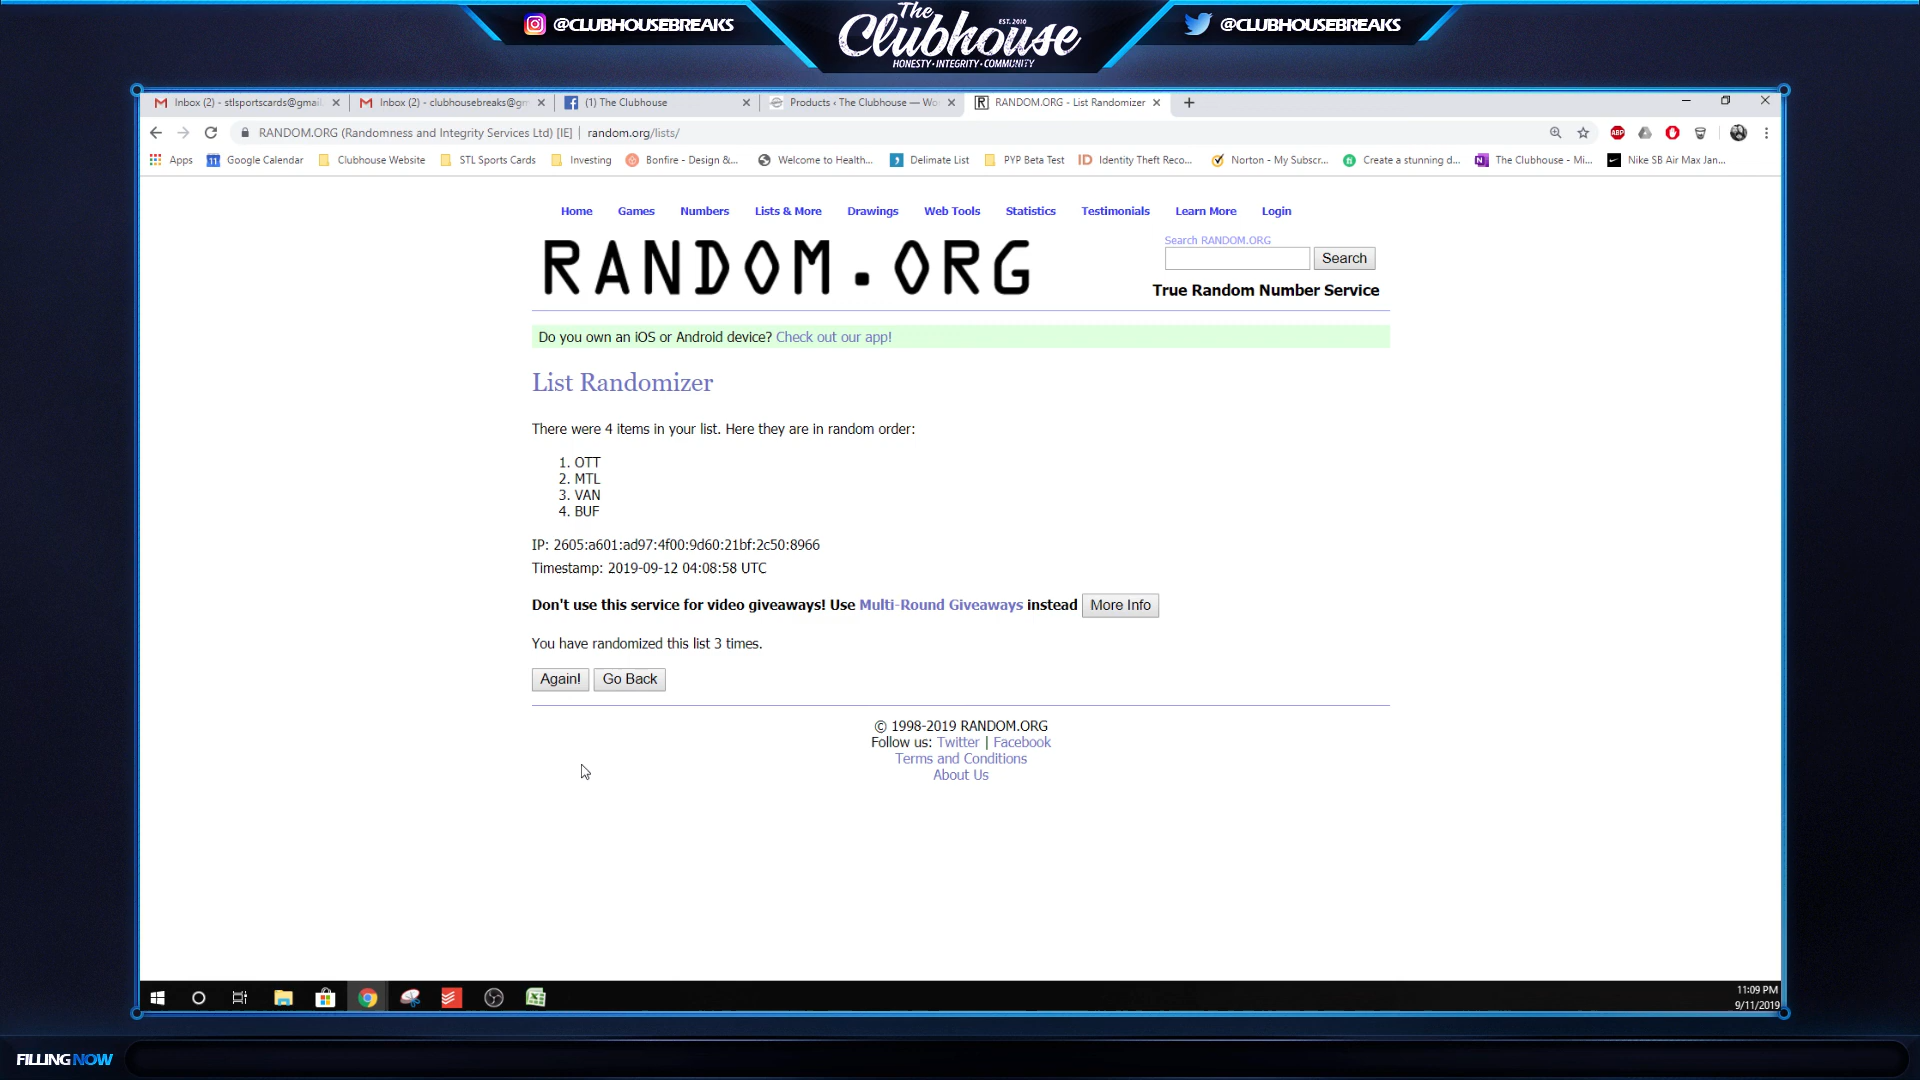 @CLUBHOUSEBREAKS
The
Clubhouse
EST. 2010
HONESTY • INTEGRITY • COMMUNITY
@CLUBHOUSEBREAKS
Inbox (2) - stlsportscards@gmail
Inbox (2) - clubhousebreaks@gm
(1) The Clubhouse
Products ‹ The Clubhouse — Wo
RANDOM.ORG - List Randomizer
RANDOM.ORG (Randomness and Integrity Services Ltd) [IE] | random.org/lists/
Apps
Google Calendar
Clubhouse Website
STL Sports Cards
Investing
Bonfire - Design &...
Welcome to Health...
Delimate List
PYP Beta Test
Identity Theft Reco...
Norton - My Subscr...
Create a stunning d...
The Clubhouse - Mi...
Nike SB Air Max Jan...
Home
Games
Numbers
Lists & More
Drawings
Web Tools
Statistics
Testimonials
Learn More
Login
RANDOM.ORG
Search RANDOM.ORG
Search
True Random Number Service
Do you own an iOS or Android device? Check out our app!
List Randomizer
There were 4 items in your list. Here they are in random order:
1. OTT
2. MTL
3. VAN
4. BUF
IP: 2605:a601:ad97:4f00:9d60:21bf:2c50:8966
Timestamp: 2019-09-12 04:08:58 UTC
Don't use this service for video giveaways! Use Multi-Round Giveaways instead More Info
You have randomized this list 3 times.
Again! Go Back
© 1998-2019 RANDOM.ORG
Follow us: Twitter | Facebook
Terms and Conditions
About Us
11:09 PM
9/11/2019
FILLING NOW